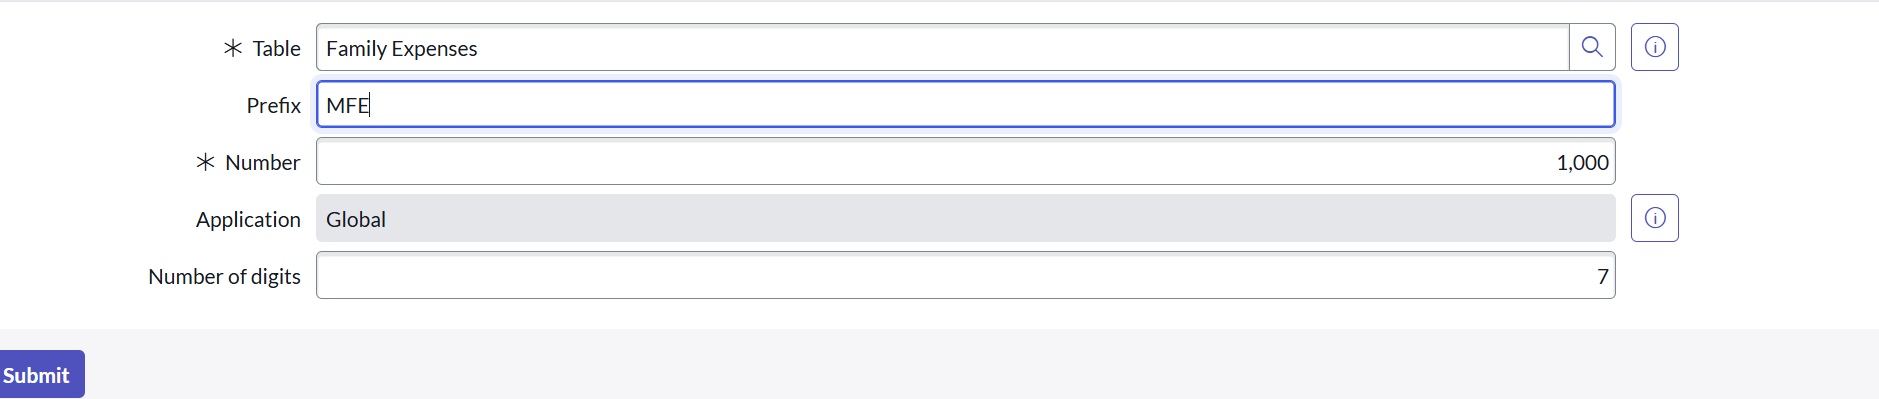 * Table Family Expenses
Prefix MFE
* Number 1,000
Application Global
Number of digits 7
Submit